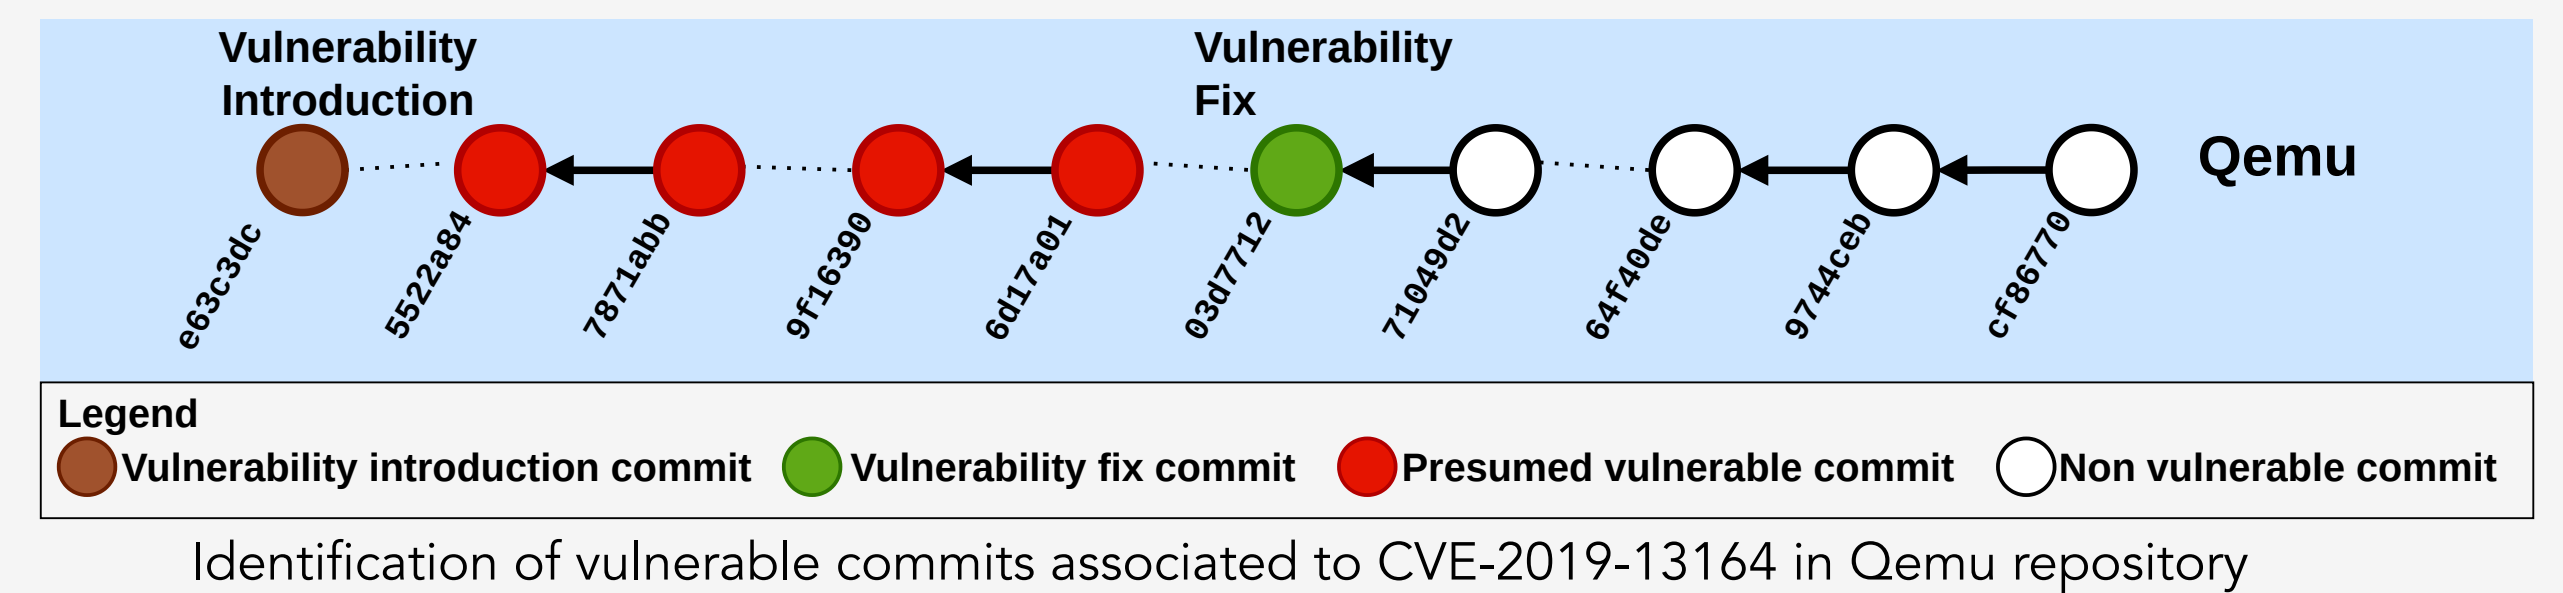 Vulnerability
Introduction
Vulnerability
Fix
Qemu
e63c3dc
5522a84
7871abb
9f16390
6d17a01
03d7712
71049d2
64f40de
9744ceb
cf86770
Legend
Vulnerability introduction commit
Vulnerability fix commit
Presumed vulnerable commit
Non vulnerable commit
Identification of vulnerable commits associated to CVE-2019-13164 in Qemu repository